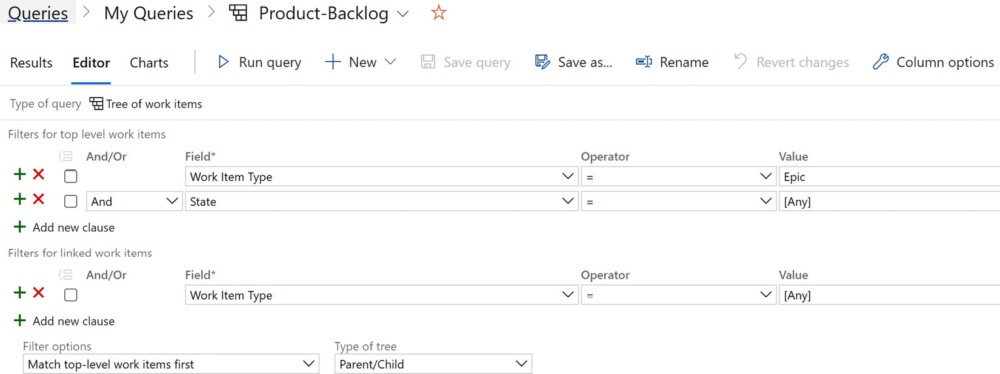 Queries > My Queries > Product-Backlog
Results Editor Charts Run query New Save query Save as... Rename Revert changes Column options
Type of query Tree of work items
Filters for top level work items
And/Or Field* Operator Value
Work Item Type = Epic
And State = [Any]
Add new clause
Filters for linked work items
And/Or Field* Operator Value
Work Item Type = [Any]
Add new clause
Filter options Type of tree
Match top-level work items first Parent/Child